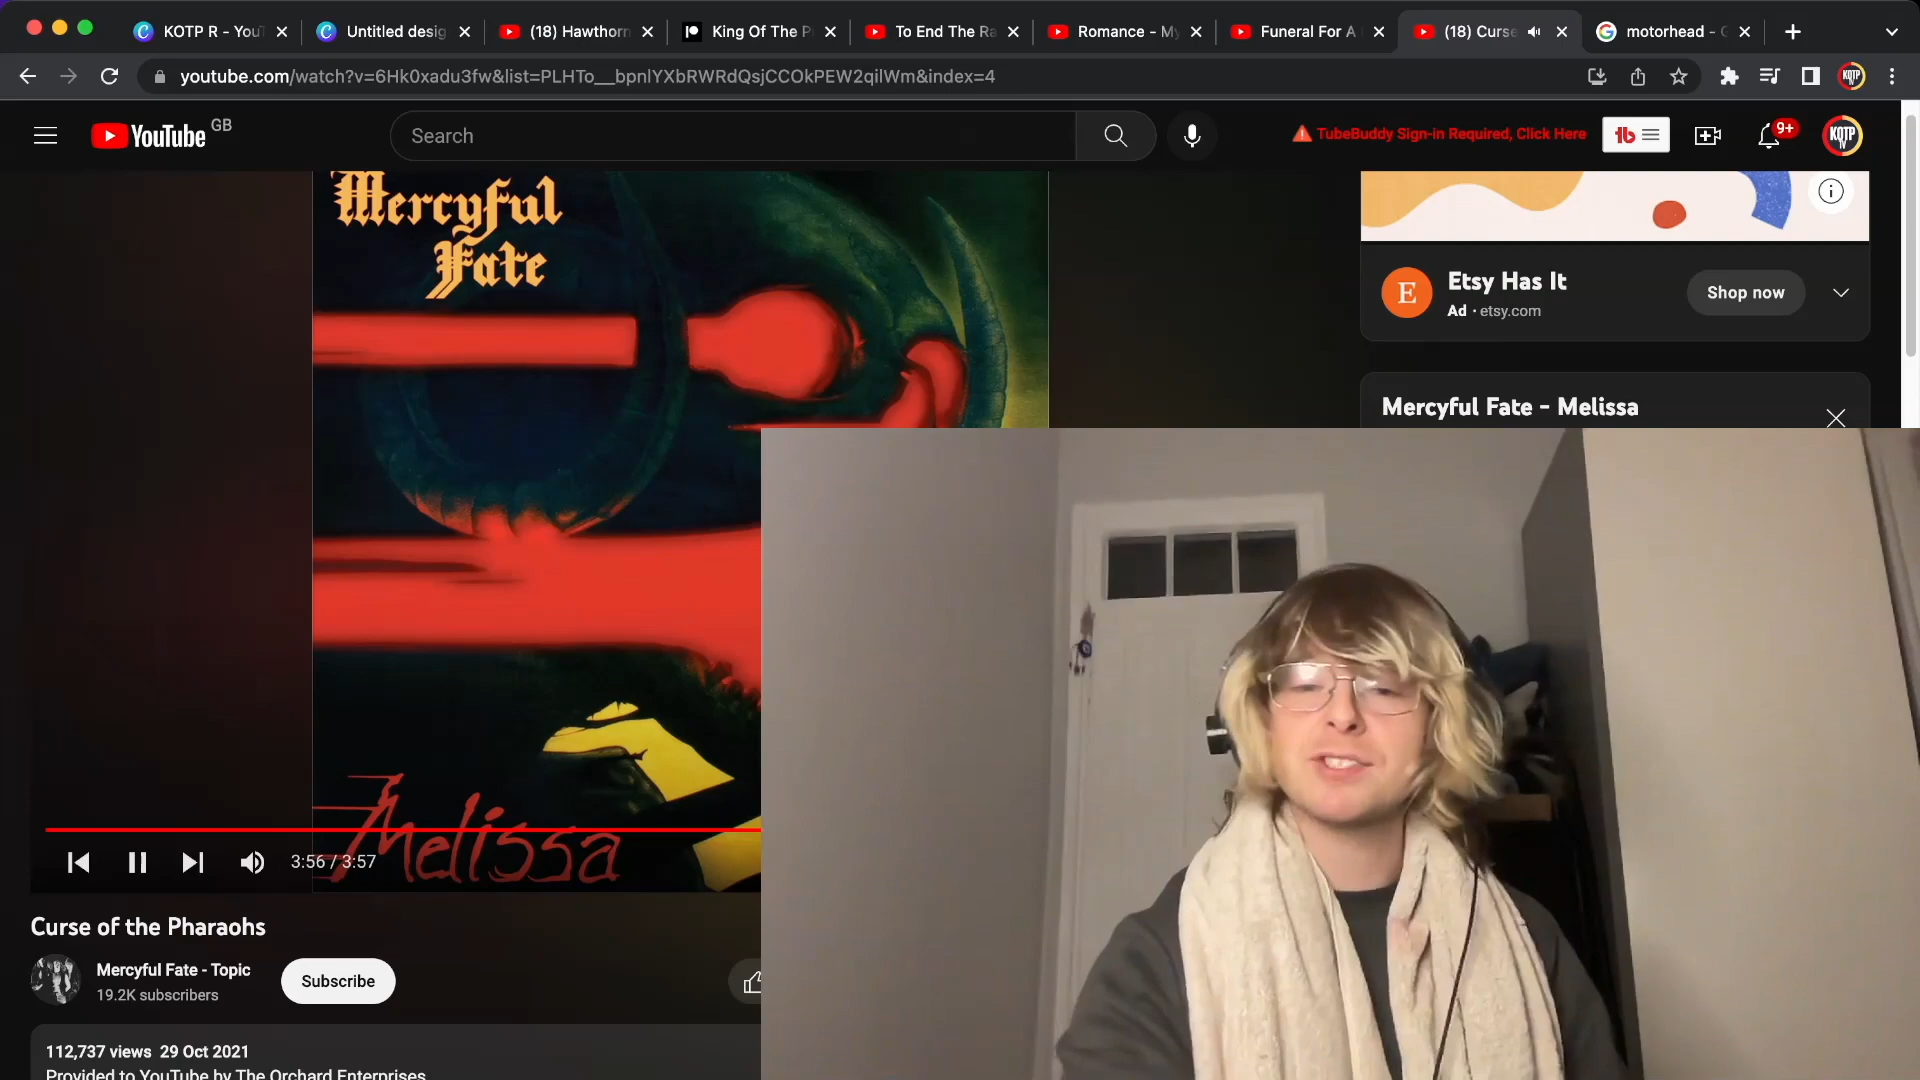 KOTP R - YouT
Untitled desig
(18) Hawthorn
King Of The P
To End The Ra
Romance - My
Funeral For A
(18) Curse
motorhead - G
youtube.com/watch?v=6Hk0xadu3fw&list=PLHTo__bpnlYXbRWRdQsjCCOkPEW2qilWm&index=4
KOTP
YouTube GB
Search
TubeBuddy Sign-in Required, Click Here
tb
9+
KOTP
TV
Mercyful
Fate
Melissa
3:56 / 3:57
E
Etsy Has It
Ad · etsy.com
Shop now
Mercyful Fate - Melissa
Curse of the Pharaohs
Mercyful Fate - Topic
19.2K subscribers
Subscribe
112,737 views 29 Oct 2021
Provided to YouTube by The Orchard Enterprises